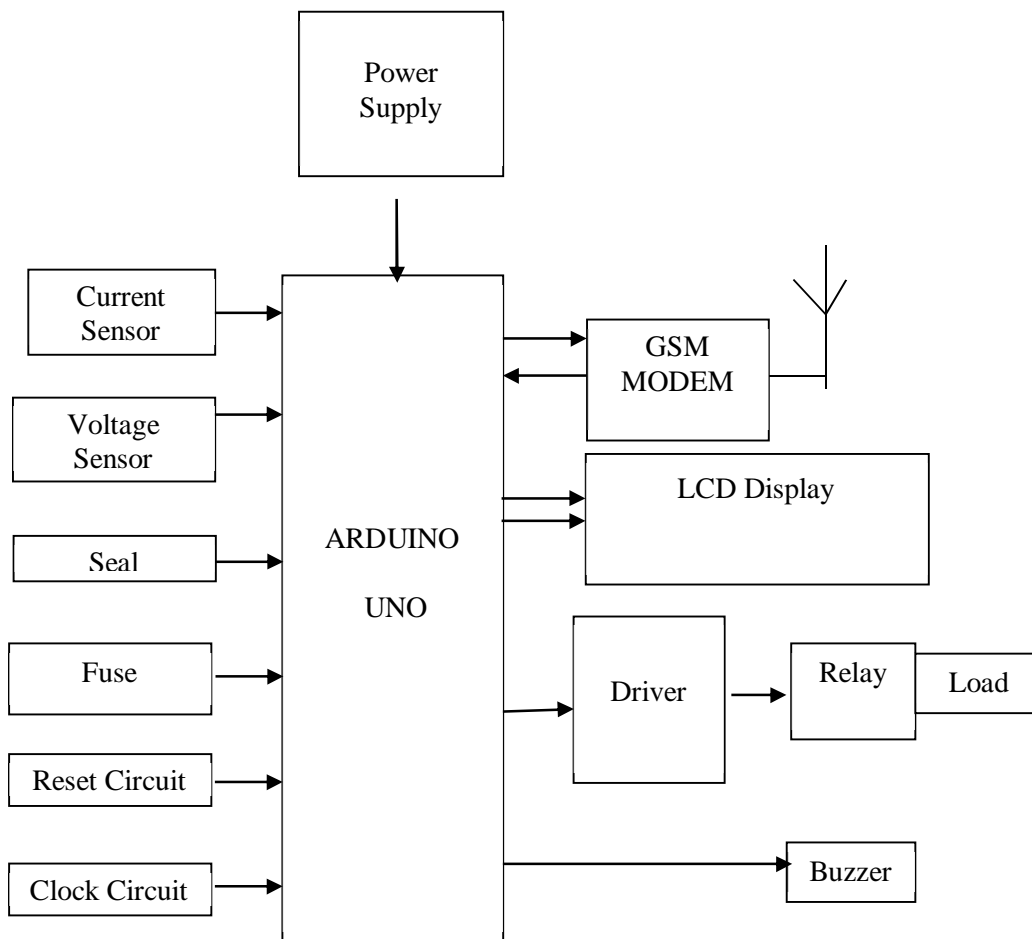 Power
Supply
Current
Sensor
GSM
MODEM
Voltage
Sensor
LCD Display
ARDUINO
UNO
Seal
Fuse
Driver
Relay
Load
Reset Circuit
Clock Circuit
Buzzer